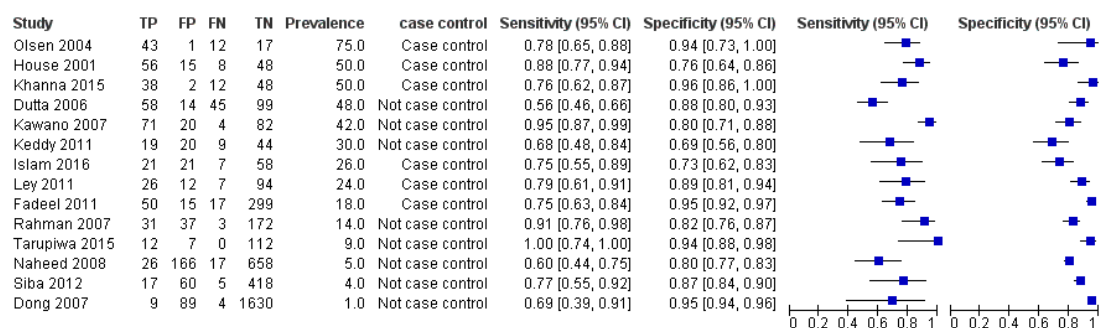 Study TP FP FN TN Prevalence case control Sensitivity (95% CI) Specificity (95% CI) Sensitivity (95% CI) Specificity (95% CI)
Olsen 2004 43 1 12 17 75.0 Case control 0.78 [0.65, 0.88] 0.94 [0.73, 1.00]
House 2001 56 15 8 48 50.0 Case control 0.88 [0.77, 0.94] 0.76 [0.64, 0.86]
Khanna 2015 38 2 12 48 50.0 Case control 0.76 [0.62, 0.87] 0.96 [0.86, 1.00]
Dutta 2006 58 14 45 99 48.0 Not case control 0.56 [0.46, 0.66] 0.88 [0.80, 0.93]
Kawano 2007 71 20 4 82 42.0 Not case control 0.95 [0.87, 0.99] 0.80 [0.71, 0.88]
Keddy 2011 19 20 9 44 30.0 Not case control 0.68 [0.48, 0.84] 0.69 [0.56, 0.80]
Islam 2016 21 21 7 58 26.0 Case control 0.75 [0.55, 0.89] 0.73 [0.62, 0.83]
Ley 2011 26 12 7 94 24.0 Case control 0.79 [0.61, 0.91] 0.89 [0.81, 0.94]
Fadeel 2011 50 15 17 299 18.0 Case control 0.75 [0.63, 0.84] 0.95 [0.92, 0.97]
Rahman 2007 31 37 3 172 14.0 Not case control 0.91 [0.76, 0.98] 0.82 [0.76, 0.87]
Tarupiwa 2015 12 7 0 112 9.0 Not case control 1.00 [0.74, 1.00] 0.94 [0.88, 0.98]
Naheed 2008 26 166 17 658 5.0 Not case control 0.60 [0.44, 0.75] 0.80 [0.77, 0.83]
Siba 2012 17 60 5 418 4.0 Not case control 0.77 [0.55, 0.92] 0.87 [0.84, 0.90]
Dong 2007 9 89 4 1630 1.0 Not case control 0.69 [0.39, 0.91] 0.95 [0.94, 0.96]
0 0.2 0.4 0.6 0.8 1 0 0.2 0.4 0.6 0.8 1